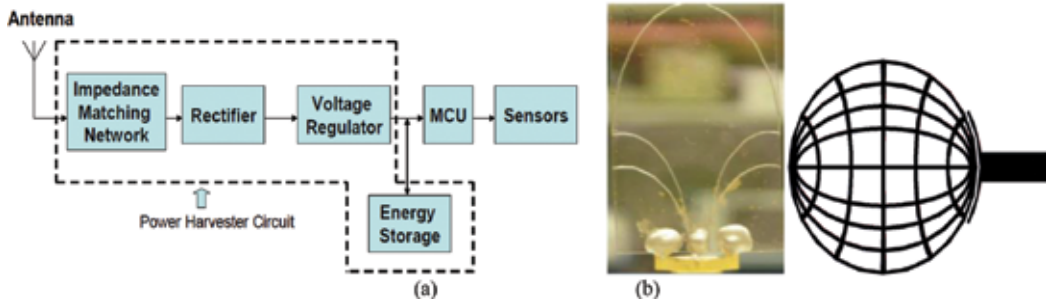 Antenna
Impedance
Matching
Network
Rectifier
Voltage
Regulator
MCU
Sensors
Power Harvester Circuit
Energy
Storage
(a)
(b)